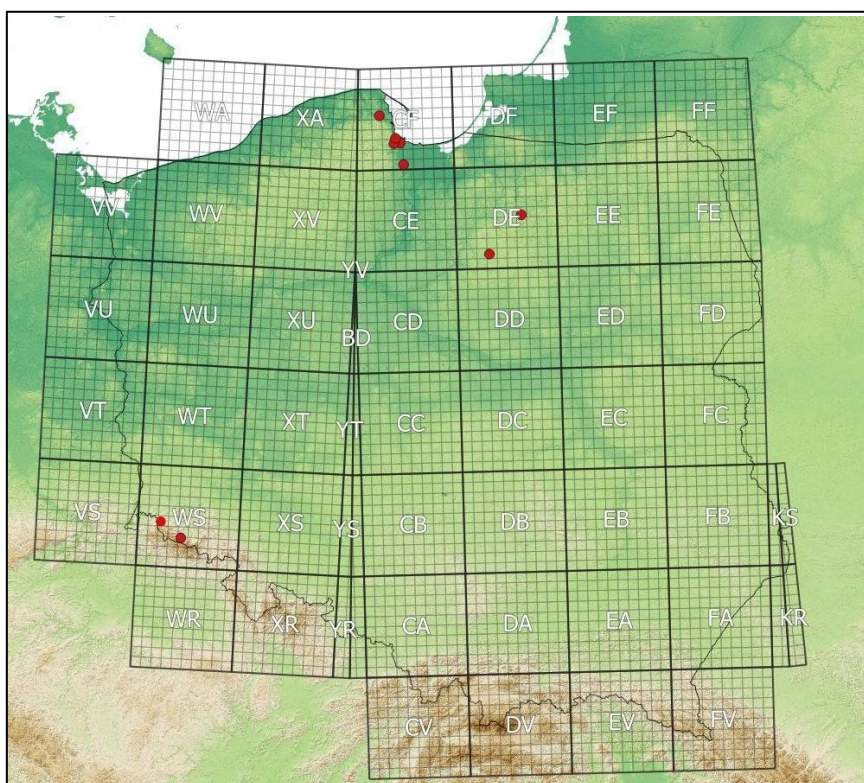 WA XA CF DF EF FF
VV WV XV CE DE EE FE
YV
VU WU XU BD CD DD ED FD
VT WT XT YT CC DC EC FC
VS WS XS YS CB DB EB FB KS
WR XR YR CA DA EA FA KR
CV DV EV FV